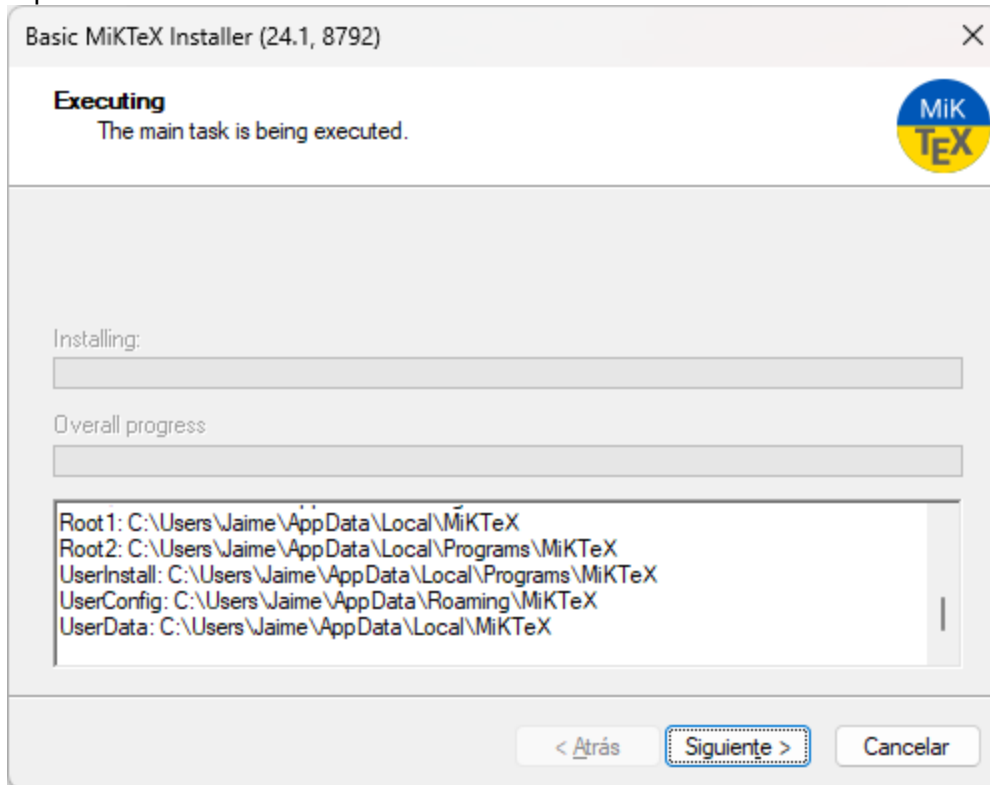 Basic MiKTeX Installer (24.1, 8792)
Executing
The main task is being executed.
MiK
TEX
Installing:
Overall progress
Root1: C:\Users\Jaime\AppData\Local\MiKTeX
Root2: C:\Users\Jaime\AppData\Local\Programs\MiKTeX
UserInstall: C:\Users\Jaime\AppData\Local\Programs\MiKTeX
UserConfig: C:\Users\Jaime\AppData\Roaming\MiKTeX
UserData: C:\Users\Jaime\AppData\Local\MiKTeX
< Atrás
Siguiente >
Cancelar